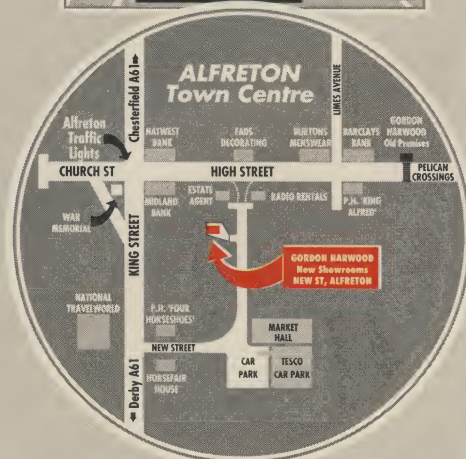 ALFRETON
Town Centre
Chesterfield A61
LIMES AVENUE
Alfreton
Traffic
Lights
NATWEST
BANK
FADS
DECORATING
BURTONS
MENSWEAR
BARCLAYS
BANK
GORDON
HARWOOD
Old Premises
CHURCH ST
HIGH STREET
PELICAN
CROSSINGS
WAR
MEMORIAL
MIDLAND
BANK
ESTATE
AGENT
RADIO RENTALS
P.H. 'KING
ALFRED'
KING STREET
GORDON HARWOOD
New Showrooms
NEW ST, ALFRETON
NATIONAL
TRAVELWORLD
P.H. 'FOUR
HORSESHOES'
NEW STREET
MARKET
HALL
CAR
PARK
TESCO
CAR PARK
HORSEFAIR
HOUSE
Derby A61